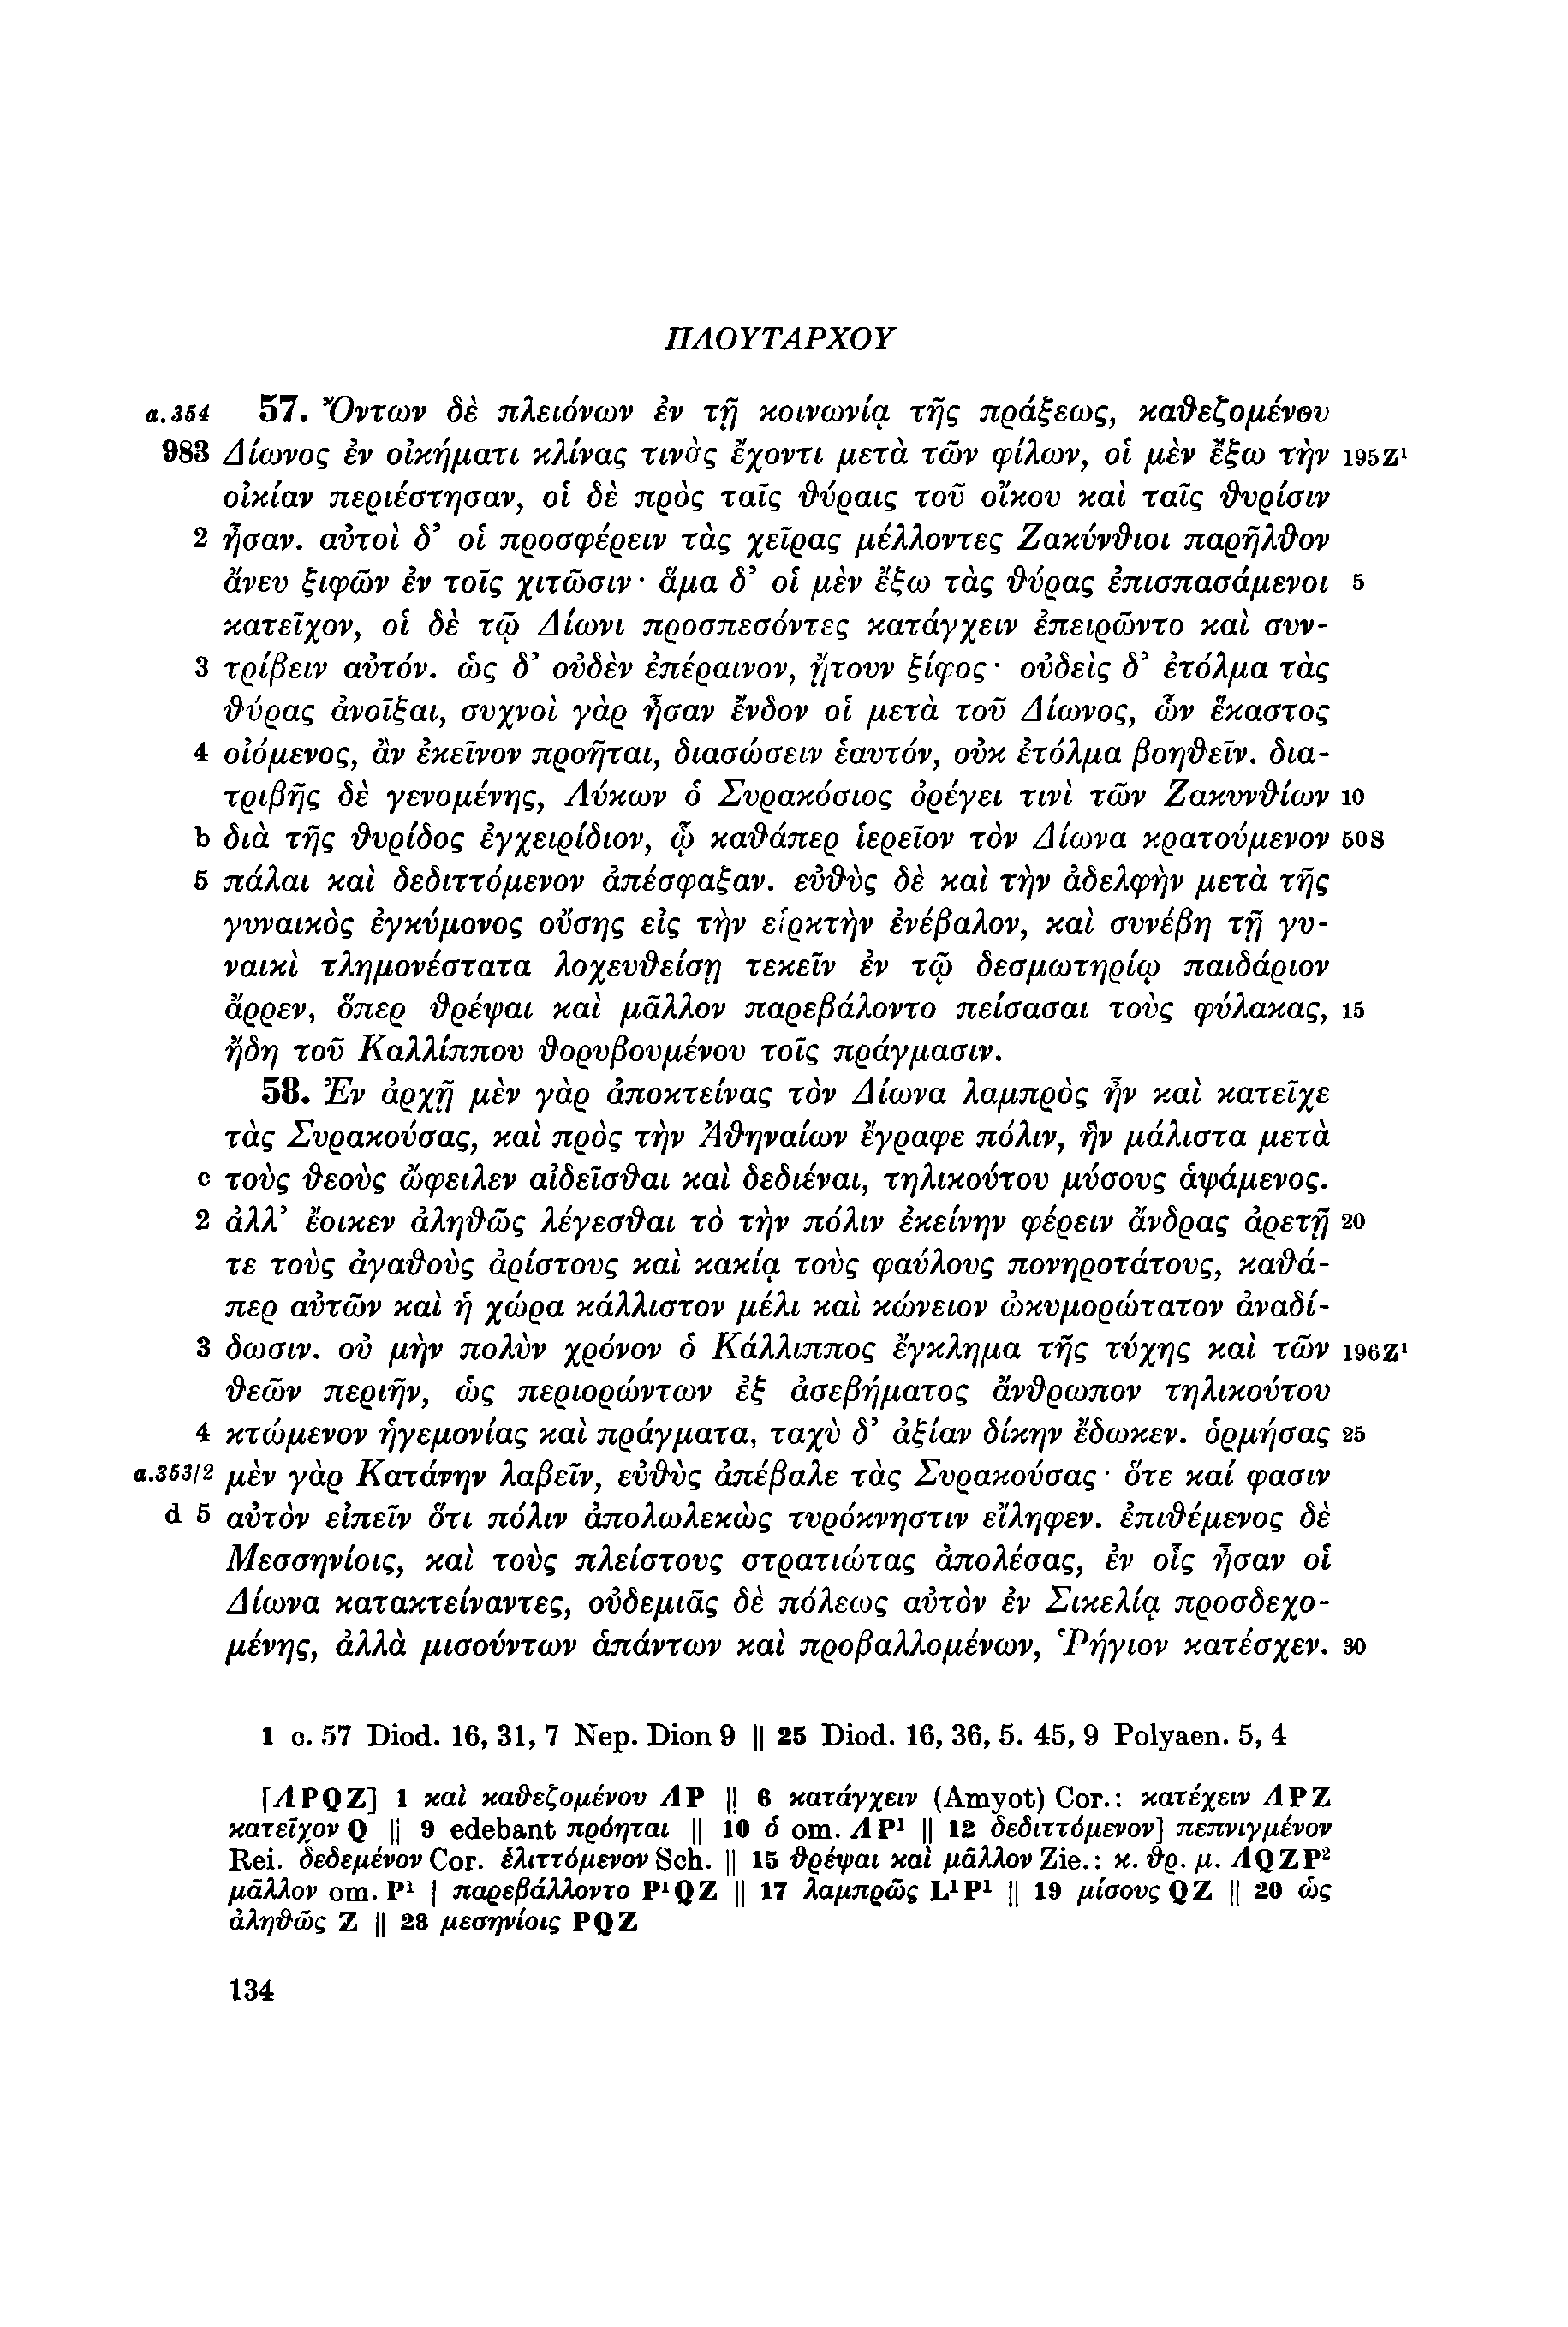 ΠΛΟΥΤΑΡΧΟΥ
a.354 57. Ὄντων δὲ πλειόνων ἐν τῇ κοινωνίᾳ τῆς πράξεως, καθεζομένου
983 Δίωνος ἐν οἰκήματι κλίνας τινὰς ἔχοντι μετὰ τῶν φίλων, οἱ μὲν ἔξω τὴν 195Z¹
οἰκίαν περιέστησαν, οἱ δὲ πρὸς ταῖς θύραις τοῦ οἴκου καὶ ταῖς θυρίσιν
2 ἦσαν. αὐτοὶ δ’ οἱ προσφέρειν τὰς χεῖρας μέλλοντες Ζακύνθιοι παρῆλθον
ἄνευ ξιφῶν ἐν τοῖς χιτῶσιν· ἅμα δ’ οἱ μὲν ἔξω τὰς θύρας ἐπισπασάμενοι 5
κατεῖχον, οἱ δὲ τῷ Δίωνι προσπεσόντες κατάγχειν ἐπειρῶντο καὶ συν-
3 τρίβειν αὐτόν. ὡς δ’ οὐδὲν ἐπέραινον, ᾔτουν ξίφος· οὐδεὶς δ’ ἐτόλμα τὰς
θύρας ἀνοῖξαι, συχνοὶ γὰρ ἦσαν ἔνδον οἱ μετὰ τοῦ Δίωνος, ὧν ἕκαστος
4 οἰόμενος, ἂν ἐκεῖνον προῆται, διασώσειν ἑαυτόν, οὐκ ἐτόλμα βοηθεῖν. δια-
τριβῆς δὲ γενομένης, Λύκων ὁ Συρακόσιος ὀρέγει τινὶ τῶν Ζακυνθίων 10
b διὰ τῆς θυρίδος ἐγχειρίδιον, ᾧ καθάπερ ἱερεῖον τὸν Δίωνα κρατούμενον 50S
5 πάλαι καὶ δεδιττόμενον ἀπέσφαξαν. εὐθὺς δὲ καὶ τὴν ἀδελφὴν μετὰ τῆς
γυναικὸς ἐγκύμονος οὔσης εἰς τὴν εἱρκτὴν ἐνέβαλον, καὶ συνέβη τῇ γυ-
ναικὶ τλημονέστατα λοχευθείσῃ τεκεῖν ἐν τῷ δεσμωτηρίῳ παιδάριον
ἄρρεν, ὅπερ θρέψαι καὶ μᾶλλον παρεβάλοντο πείσασαι τοὺς φύλακας, 15
ἤδη τοῦ Καλλίππου θορυβουμένου τοῖς πράγμασιν.
58. Ἐν ἀρχῇ μὲν γὰρ ἀποκτείνας τὸν Δίωνα λαμπρὸς ἦν καὶ κατεῖχε
τὰς Συρακούσας, καὶ πρὸς τὴν Ἀθηναίων ἔγραφε πόλιν, ἣν μάλιστα μετὰ
c τοὺς θεοὺς ὤφειλεν αἰδεῖσθαι καὶ δεδιέναι, τηλικούτου μύσους ἁψάμενος.
2 ἀλλ’ ἔοικεν ἀληθῶς λέγεσθαι τὸ τὴν πόλιν ἐκείνην φέρειν ἄνδρας ἀρετῇ 20
τε τοὺς ἀγαθοὺς ἀρίστους καὶ κακίᾳ τοὺς φαύλους πονηροτάτους, καθά-
περ αὐτῶν καὶ ἡ χώρα κάλλιστον μέλι καὶ κώνειον ὠκυμορώτατον ἀναδί-
3 δωσιν. οὐ μὴν πολὺν χρόνον ὁ Κάλλιππος ἔγκλημα τῆς τύχης καὶ τῶν 196Z¹
θεῶν περιῆν, ὡς περιορώντων ἐξ ἀσεβήματος ἄνθρωπον τηλικούτου
4 κτώμενον ἡγεμονίας καὶ πράγματα, ταχὺ δ’ ἀξίαν δίκην ἔδωκεν. ὁρμήσας 25
a.353/2 μὲν γὰρ Κατάνην λαβεῖν, εὐθὺς ἀπέβαλε τὰς Συρακούσας· ὅτε καί φασιν
d 5 αὐτὸν εἰπεῖν ὅτι πόλιν ἀπολωλεκὼς τυρόκνηστιν εἴληφεν. ἐπιθέμενος δὲ
Μεσσηνίοις, καὶ τοὺς πλείστους στρατιώτας ἀπολέσας, ἐν οἷς ἦσαν οἱ
Δίωνα κατακτείναντες, οὐδεμιᾶς δὲ πόλεως αὐτὸν ἐν Σικελίᾳ προσδεχο-
μένης, ἀλλὰ μισούντων ἁπάντων καὶ προβαλλομένων, Ῥήγιον κατέσχεν. 30
1 c. 57 Diod. 16, 31, 7 Nep. Dion 9 || 25 Diod. 16, 36, 5. 45, 9 Polyaen. 5, 4
[ΛPQZ] 1 καὶ καθεζομένου ΛP || 6 κατάγχειν (Amyot) Cor.: κατέχειν ΛPZ
κατεῖχον Q || 9 edebant πρόηται || 10 ὁ om. ΛP¹ || 12 δεδιττόμενον] πεπνιγμένον
Rei. δεδεμένον Cor. ἑλιττόμενον Sch. || 15 θρέψαι καὶ μᾶλλον Zie.: κ. θρ. μ. ΛQZP²
μᾶλλον om. P¹ | παρεβάλλοντο P¹QZ || 17 λαμπρῶς L¹P¹ || 19 μίσους QZ || 20 ὡς
ἀληθῶς Z || 28 μεσηνίοις PQZ
134